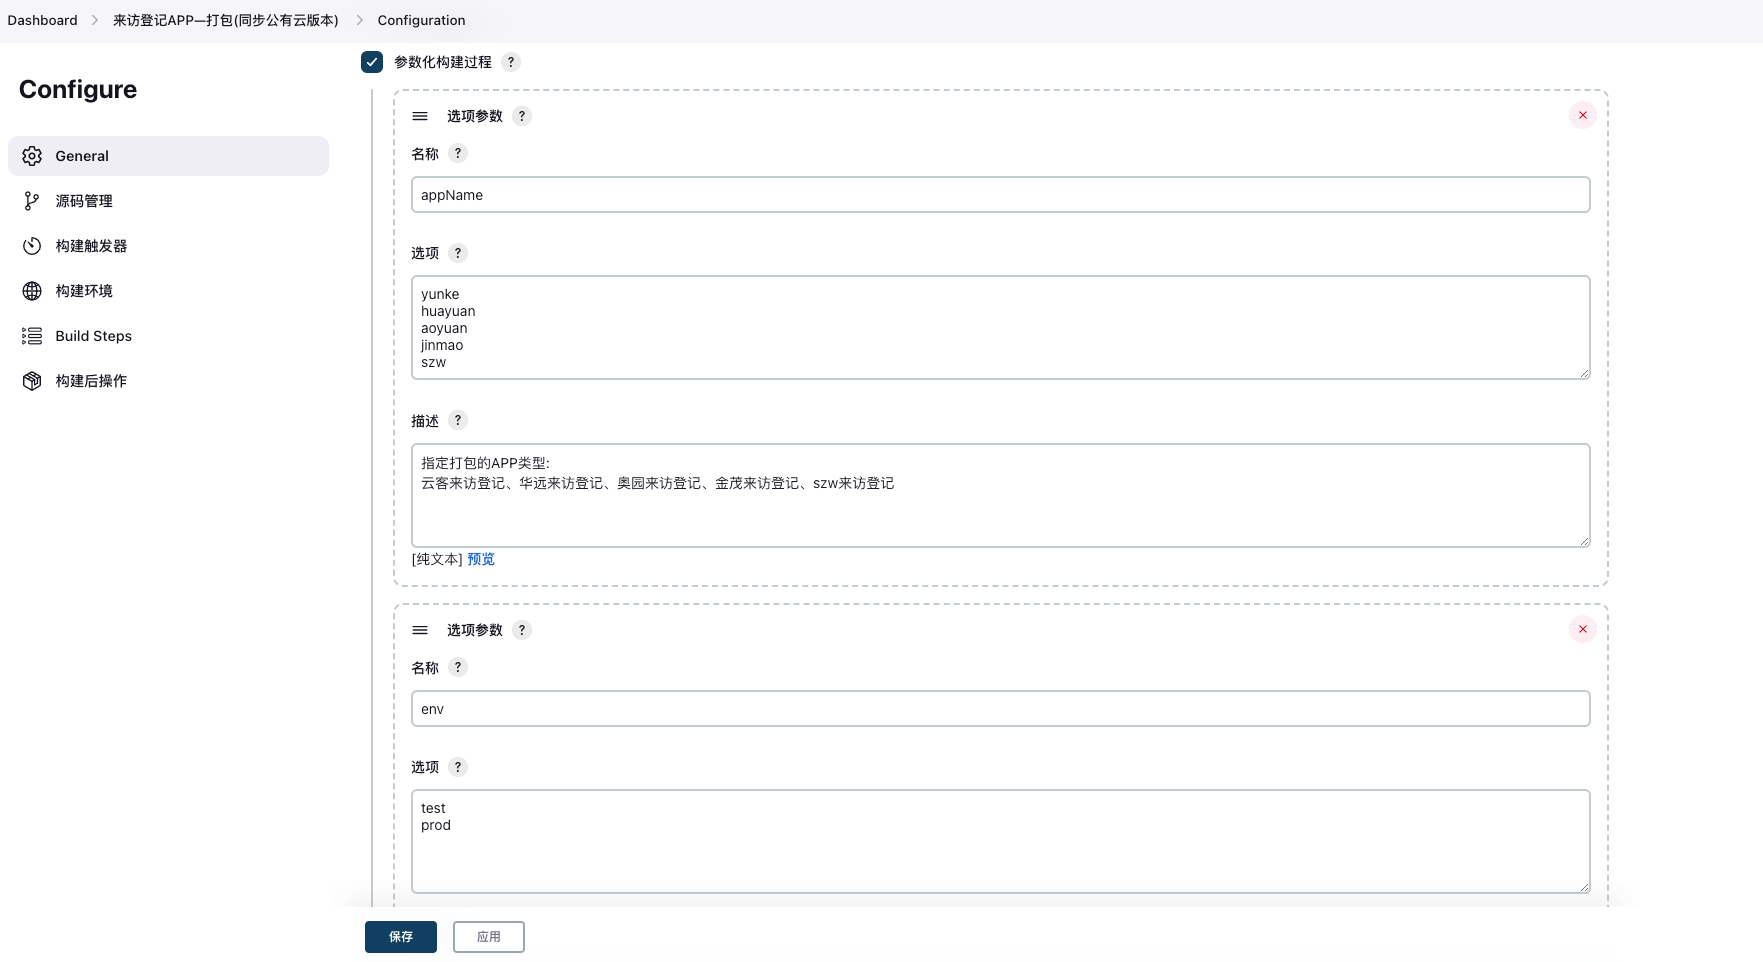 Dashboard > 来访登记APP—打包(同步公有云版本) > Configuration
Configure
General
源码管理
构建触发器
构建环境
Build Steps
构建后操作
参数化构建过程 ?
选项参数 ?
名称 ?
appName
选项 ?
yunke
huayuan
aoyuan
jinmao
szw
描述 ?
指定打包的APP类型:
云客来访登记、华远来访登记、奥园来访登记、金茂来访登记、szw来访登记
[纯文本] 预览
选项参数 ?
名称 ?
env
选项 ?
test
prod
保存 应用